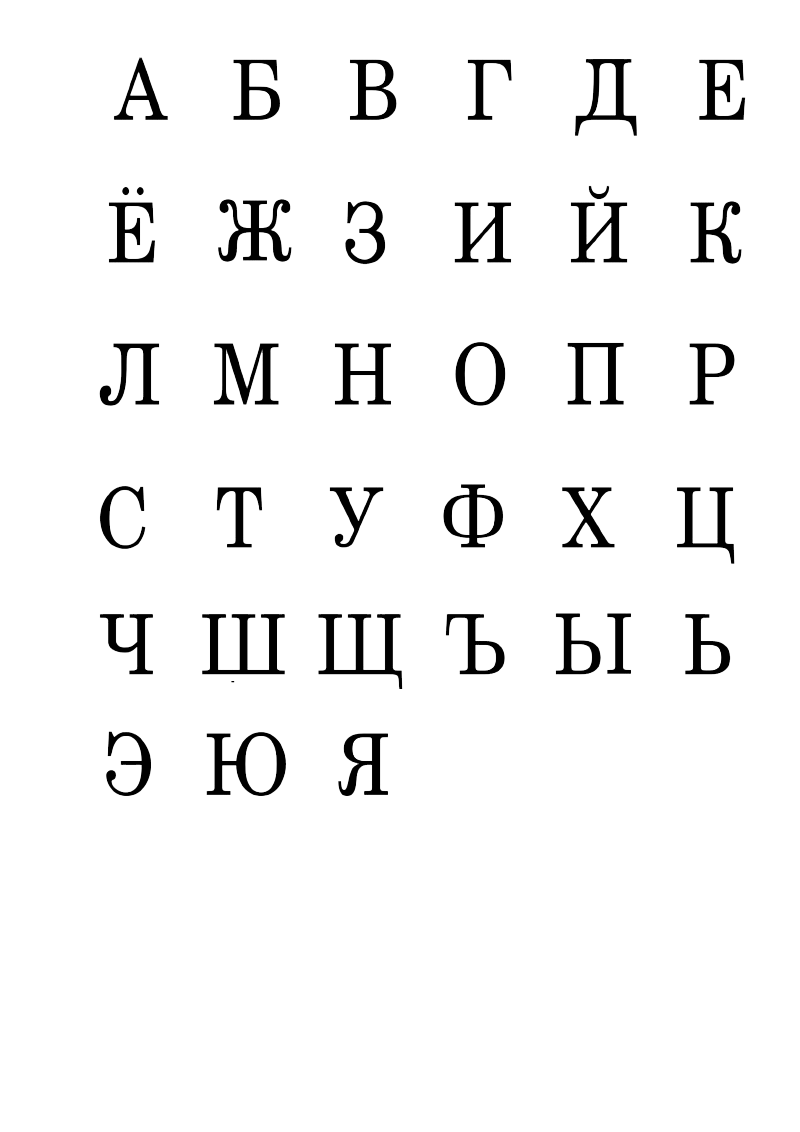 А Б В Г Д Е
Ё Ж З И Й К
Л М Н О П Р
С Т У Ф Х Ц
Ч Ш Щ Ъ Ы Ь
Э Ю Я